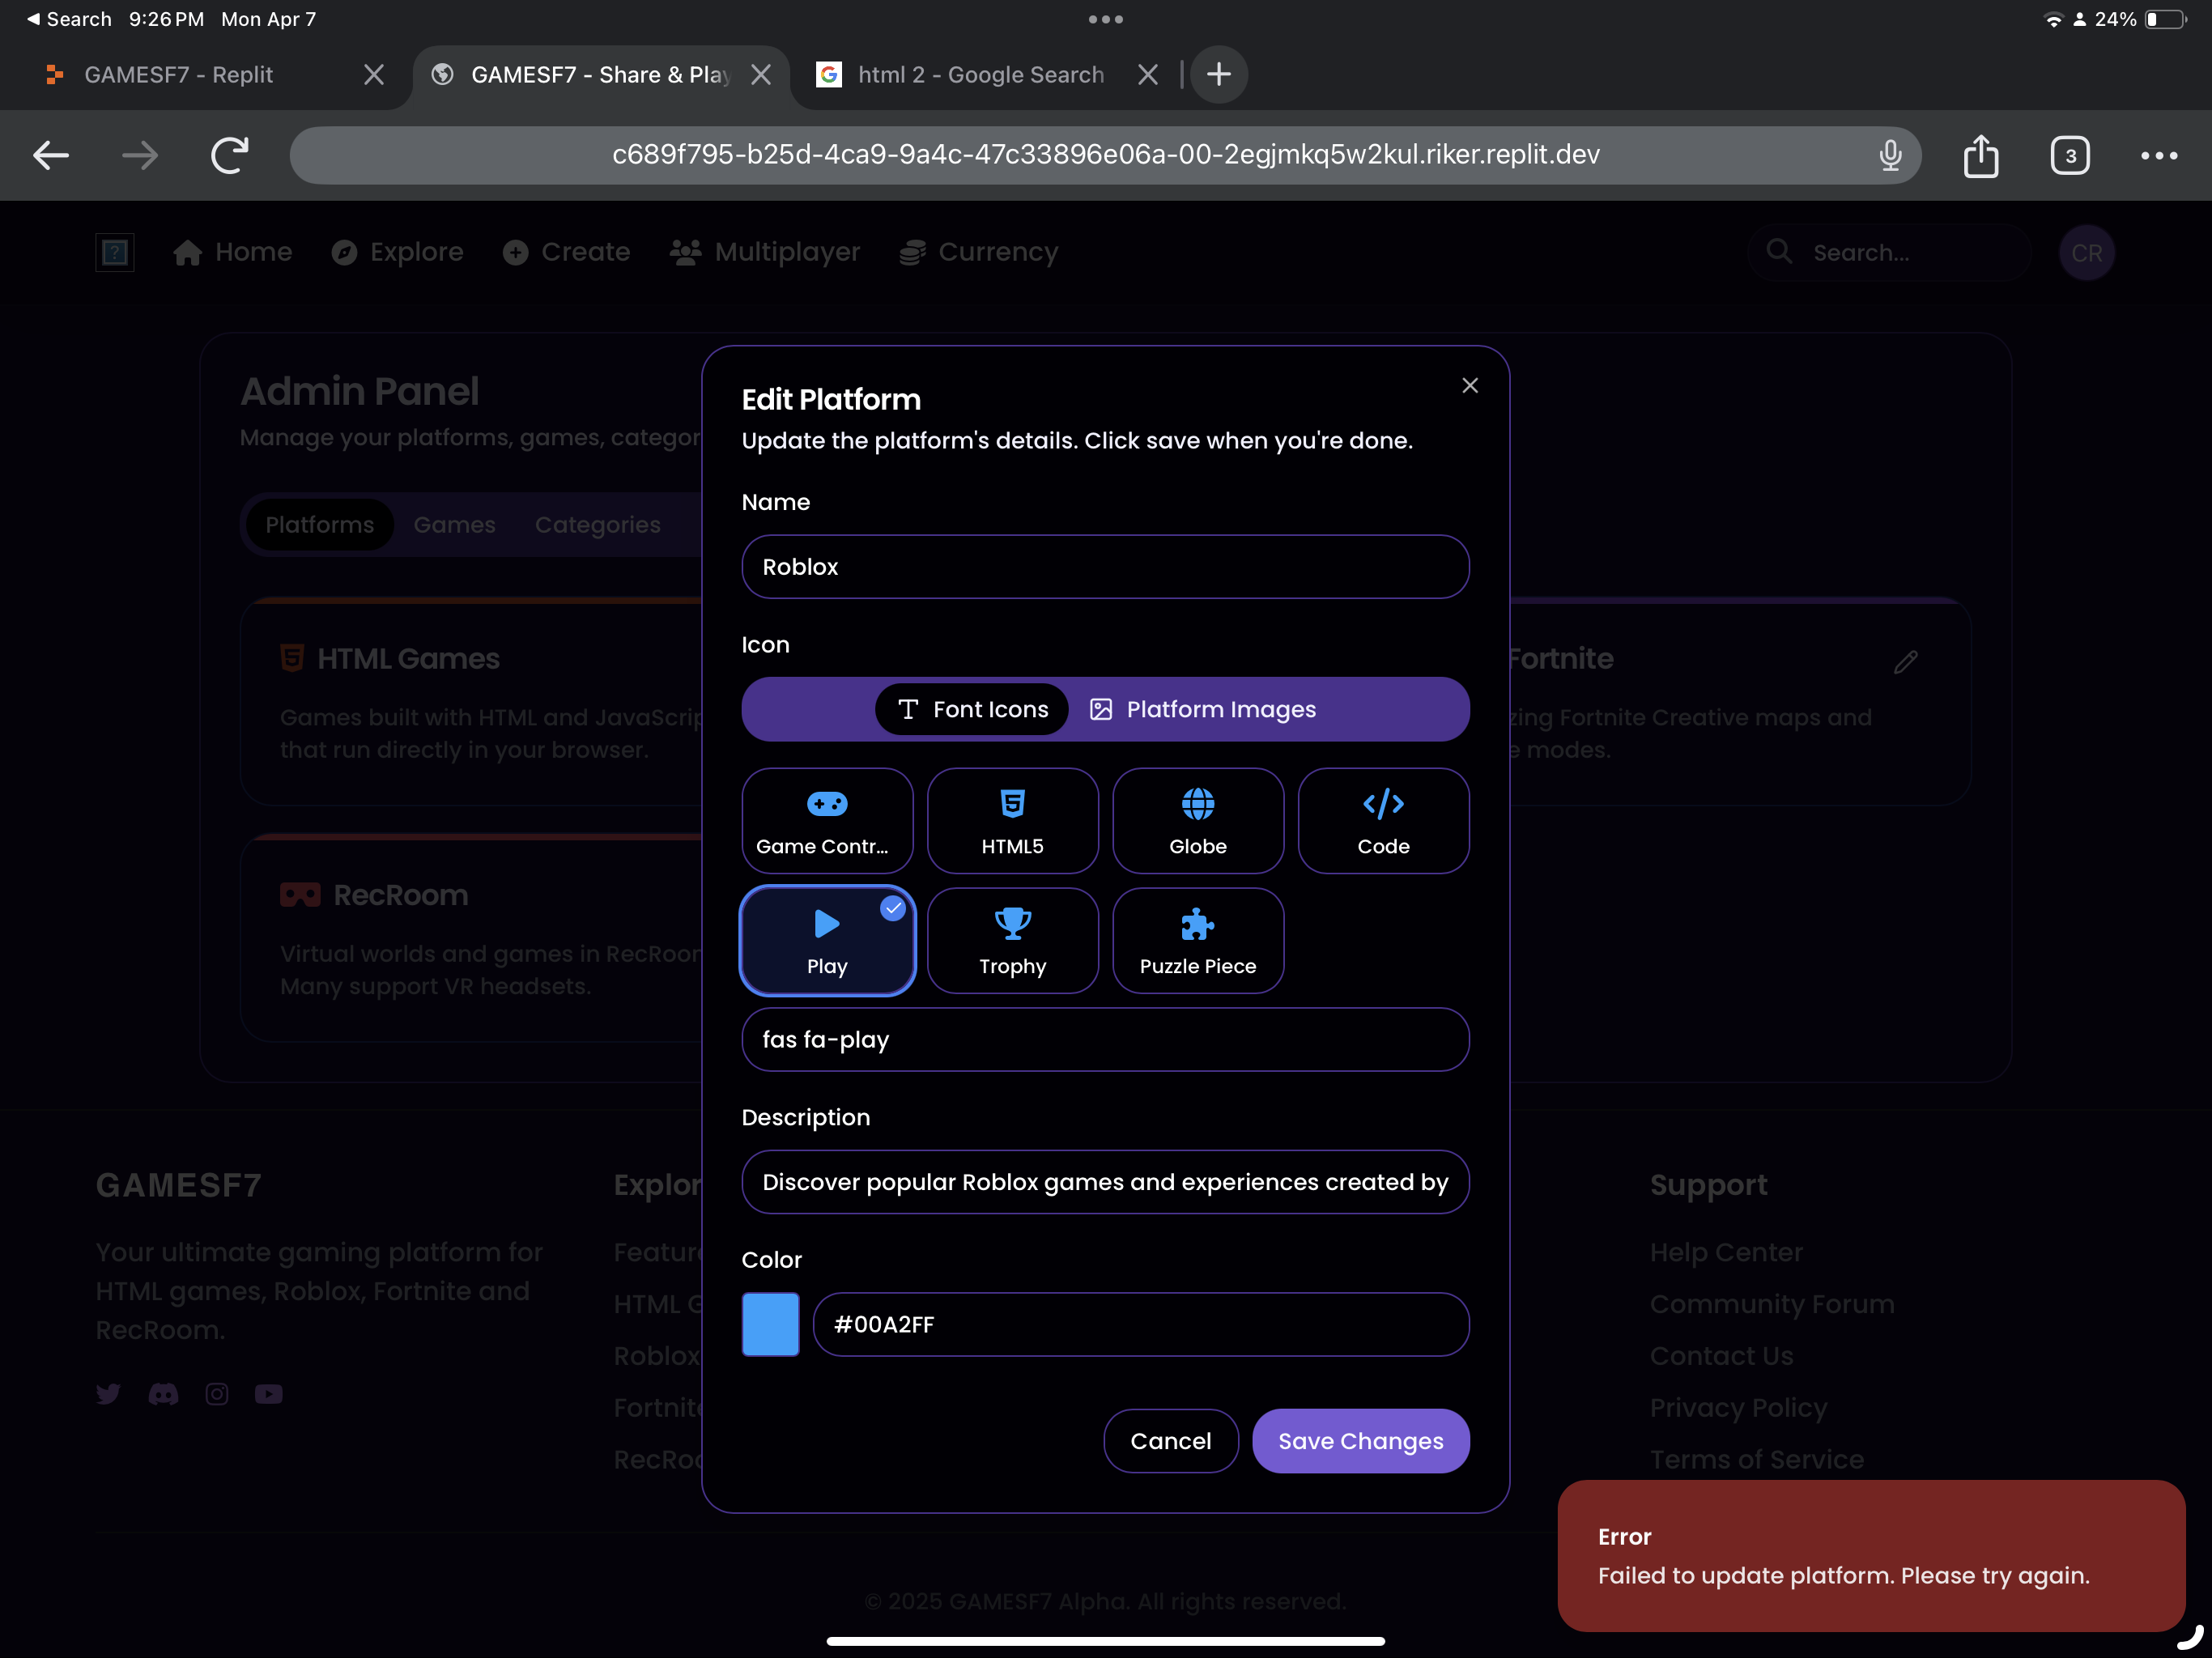 Search 9:26 PM Mon Apr 7
24%
GAMESF7 - Replit
GAMESF7 - Share & Play
html 2 - Google Search
c689f795-b25d-4ca9-9a4c-47c33896e06a-00-2egjmkq5w2kul.riker.replit.dev
3
Home
Explore
Create
Multiplayer
Currency
Search...
CR
Admin Panel
Manage your platforms, games, categor
Platforms
Games
Categories
HTML Games
Games built with HTML and JavaScrip
that run directly in your browser.
RecRoom
Virtual worlds and games in RecRoom
Many support VR headsets.
Fortnite
zing Fortnite Creative maps and
e modes.
Edit Platform
Update the platform's details. Click save when you're done.
Name
Roblox
Icon
Font Icons
Platform Images
Game Contr...
HTML5
Globe
Code
Play
Trophy
Puzzle Piece
fas fa-play
Description
Discover popular Roblox games and experiences created by
Color
#00A2FF
Cancel
Save Changes
GAMESF7
Your ultimate gaming platform for
HTML games, Roblox, Fortnite and
RecRoom.
Explor
Feature
HTML G
Roblox
Fortnite
RecRoo
Support
Help Center
Community Forum
Contact Us
Privacy Policy
Terms of Service
Error
Failed to update platform. Please try again.
© 2025 GAMESF7 Alpha. All rights reserved.